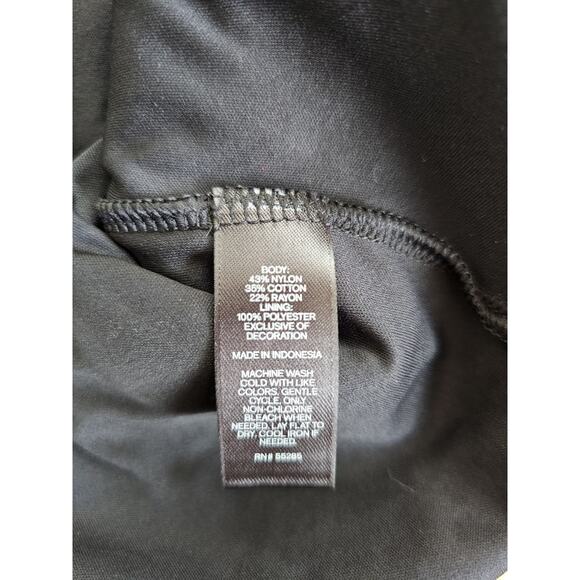 BODY:
43% NYLON
35% COTTON
22% RAYON
LINING:
100% POLYESTER
EXCLUSIVE OF
DECORATION
MADE IN INDONESIA
MACHINE WASH
COLD WITH LIKE
COLORS. GENTLE
CYCLE. ONLY
NON-CHLORINE
BLEACH WHEN
NEEDED. LAY FLAT TO
DRY. COOL IRON IF
NEEDED.
RN# 55285